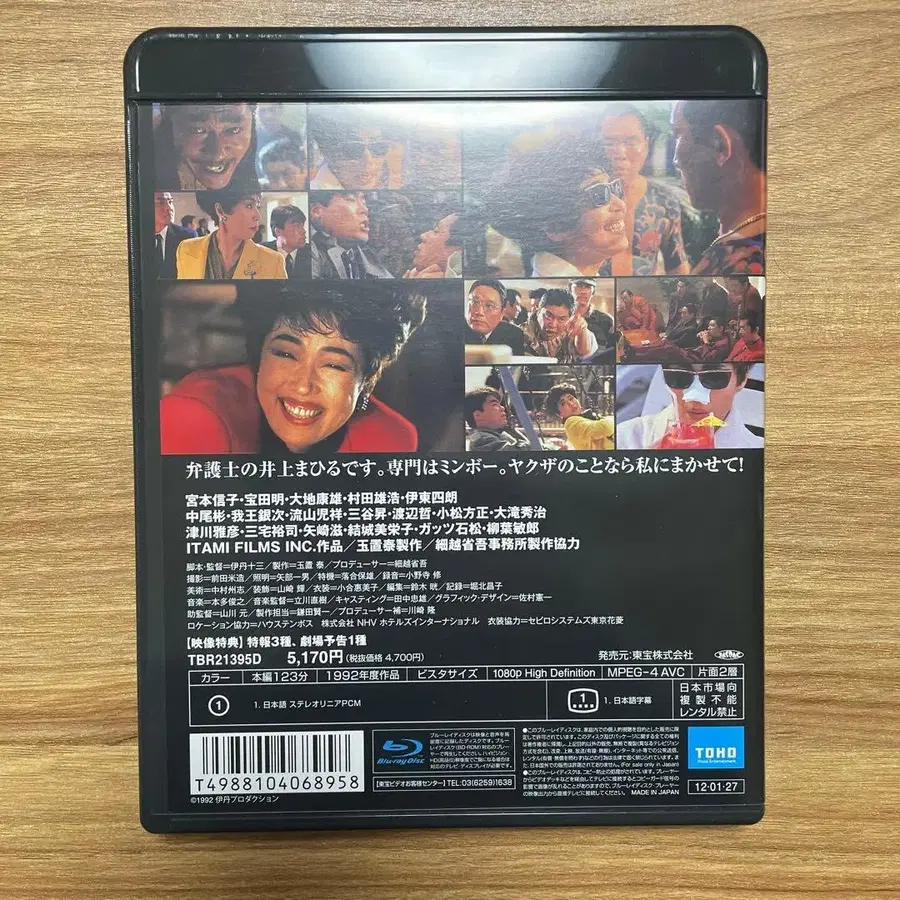 弁護士の井上まひるです。専門はミンボー。ヤクザのことなら私にまかせて!
宮本信子・宝田明・大地康雄・村田雄浩・伊東四朗
中尾彬・我王銀次・流山児祥・三谷昇・渡辺哲・小松方正・大滝秀治
津川雅彦・三宅裕司・矢崎滋・結城美栄子・ガッツ石松・柳葉敏郎
ITAMI FILMS INC.作品/玉置泰製作/細越省吾事務所製作協力
脚本・監督=伊丹十三/製作=玉置 泰/プロデューサー=細越省吾
撮影=前田米造/照明=矢部一男/特機=落合保雄/録音=小野寺 修
美術=中村州志/装飾=山崎 輝/衣裳=小合恵美子/編集=鈴木 晄/記録=堀北昌子
音楽=本多俊之/音楽監督=立川直樹/キャスティング=田中忠雄/グラフィック・デザイン=佐村憲一
助監督=山川 元/製作担当=鎌田賢一/プロデューサー補=川崎 隆
ロケーション協力=ハウステンボス 株式会社 NHV ホテルズインターナショナル 衣装協力=セビロシステムズ東京花菱
【映像特典】特報3種、劇場予告1種
TBR21395D 5,170円(税抜価格 4,700円) 発売元:東宝株式会社
カラー 本編123分 1992年度作品 ビスタサイズ 1080p High Definition MPEG-4 AVC 片面2層
1 1. 日本語 ステレオリニアPCM 1 1. 日本語字幕 日本市場向
複製不能
レンタル禁止
Blu-ray Disc
TOHO
[東宝ビデオお客様センター] TEL:03(6259)1638
MADE IN JAPAN
12・01・27
T4988104068958
©1992 伊丹プロダクション